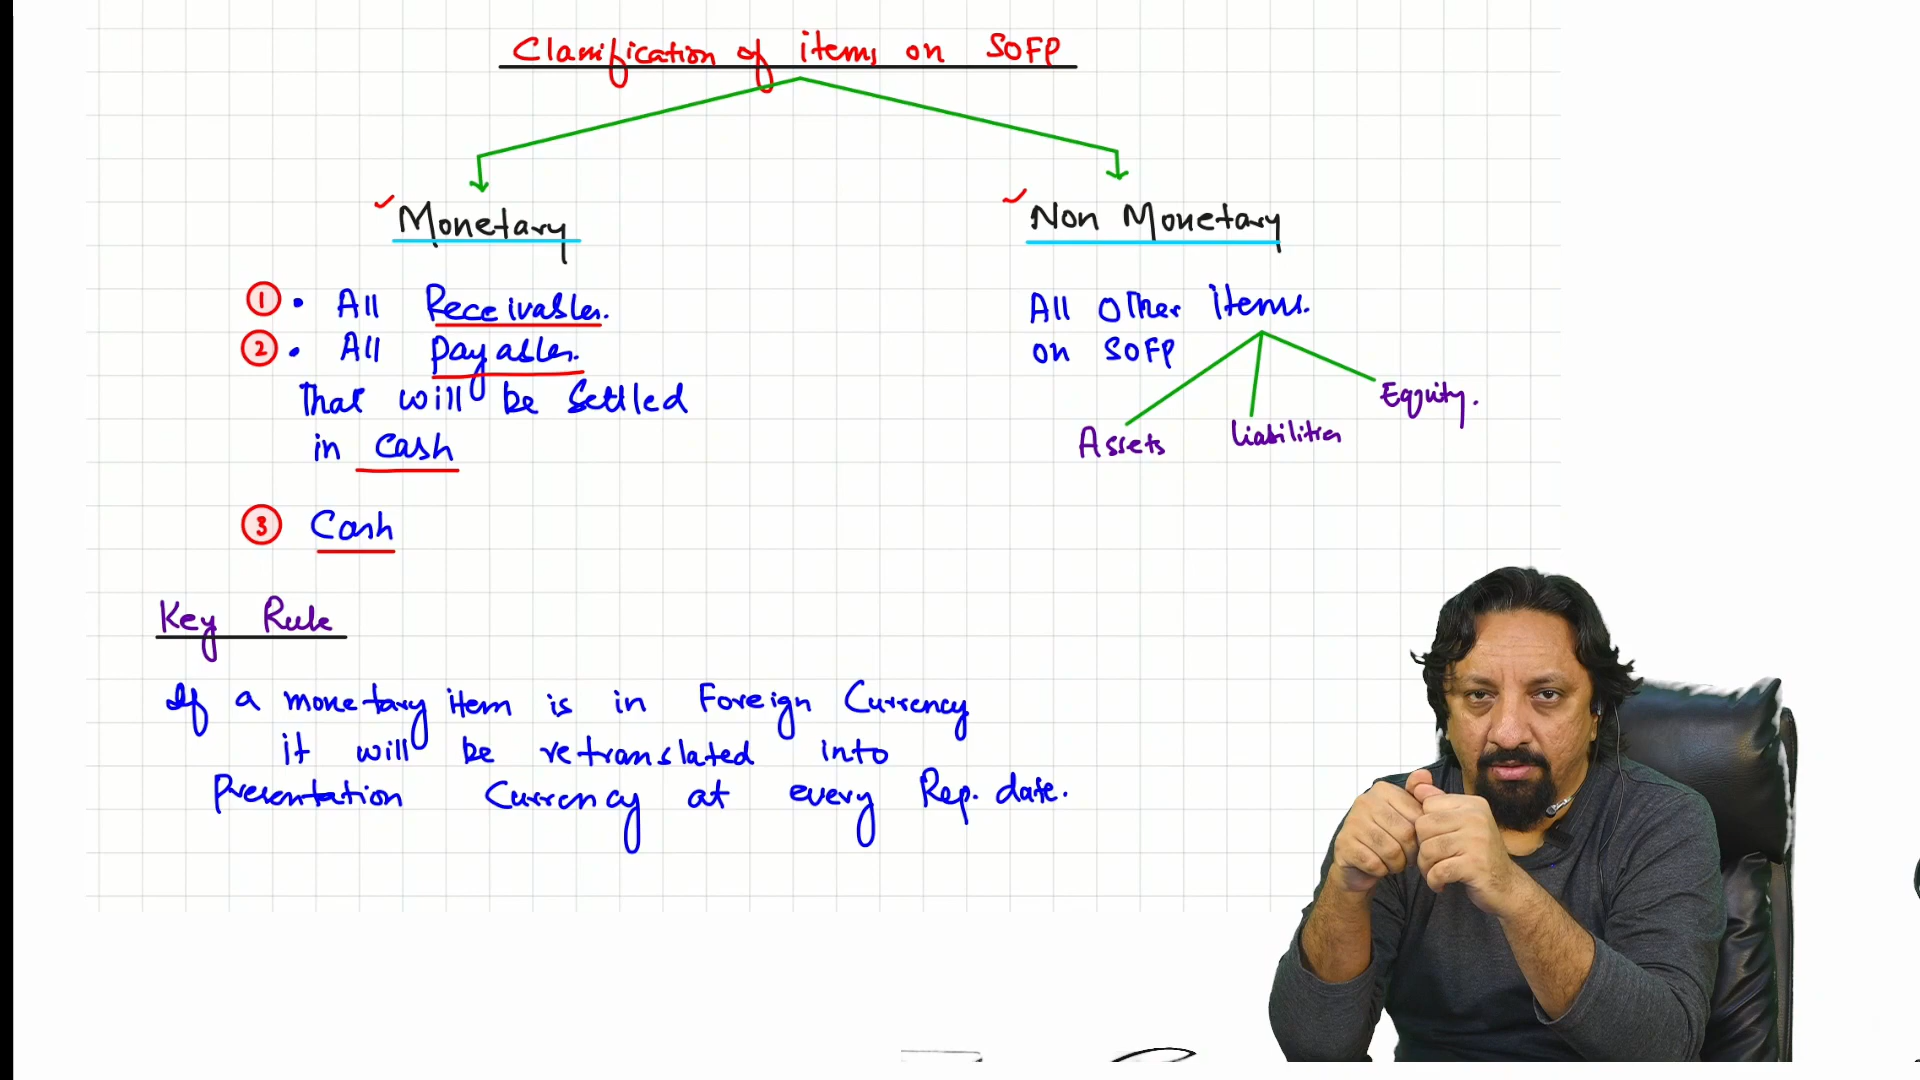 Classification of items on SOFP
Monetary
Non Monetary
① • All Receivables.
② • All payables.
that will be settled
in cash
③ Cash
All other items.
on SOFP
Assets
Liabilities
Equity.
Key Rule
If a monetary item is in Foreign Currency
it will be retranslated into
Presentation Currency at every Rep. date.